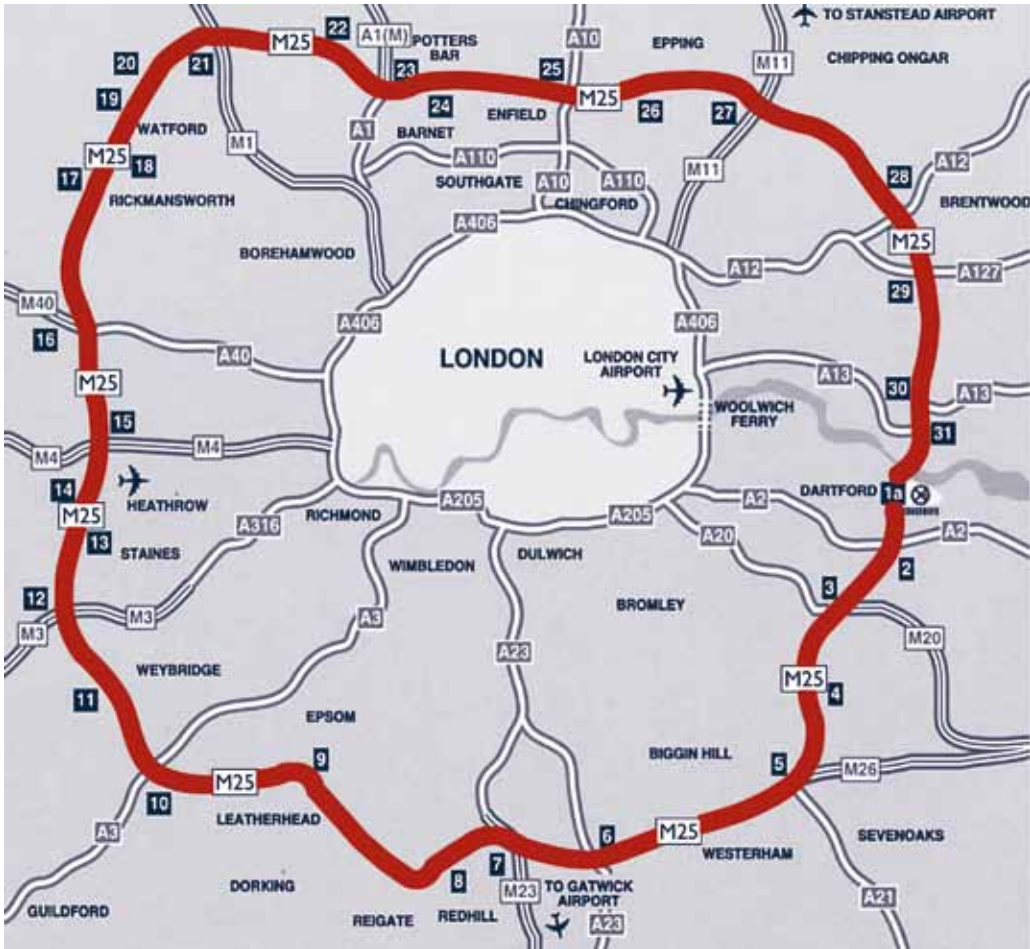 22
A1(M)
POTTERS
BAR
A10
EPPING
TO STANSTEAD AIRPORT
M11
CHIPPING ONGAR
20
21
M25
23
25
19
24
ENFIELD
M25
26
27
WATFORD
M1
A1
BARNET
A110
M11
A12
M25
18
17
SOUTHGATE
A10
A110
28
RICKMANSWORTH
CHINGFORD
BRENTWOOD
A406
BOREHAMWOOD
M25
A12
A127
29
M40
16
A406
A406
A40
LONDON
LONDON CITY
AIRPORT
M25
A13
30
A13
15
WOOLWICH
FERRY
31
M4
M4
14
HEATHROW
M25
13
A205
RICHMOND
A205
A2
DARTFORD
1a
A316
A20
A2
STAINES
DULWICH
WIMBLEDON
2
12
M3
M3
A3
BROMLEY
3
M20
A23
WEYBRIDGE
11
M25
4
EPSOM
BIGGIN HILL
9
5
M26
10
M25
LEATHERHEAD
A3
6
M25
SEVENOAKS
7
WESTERHAM
8
DORKING
M23
TO GATWICK
AIRPORT
A21
GUILDFORD
REIGATE
REDHILL
A23